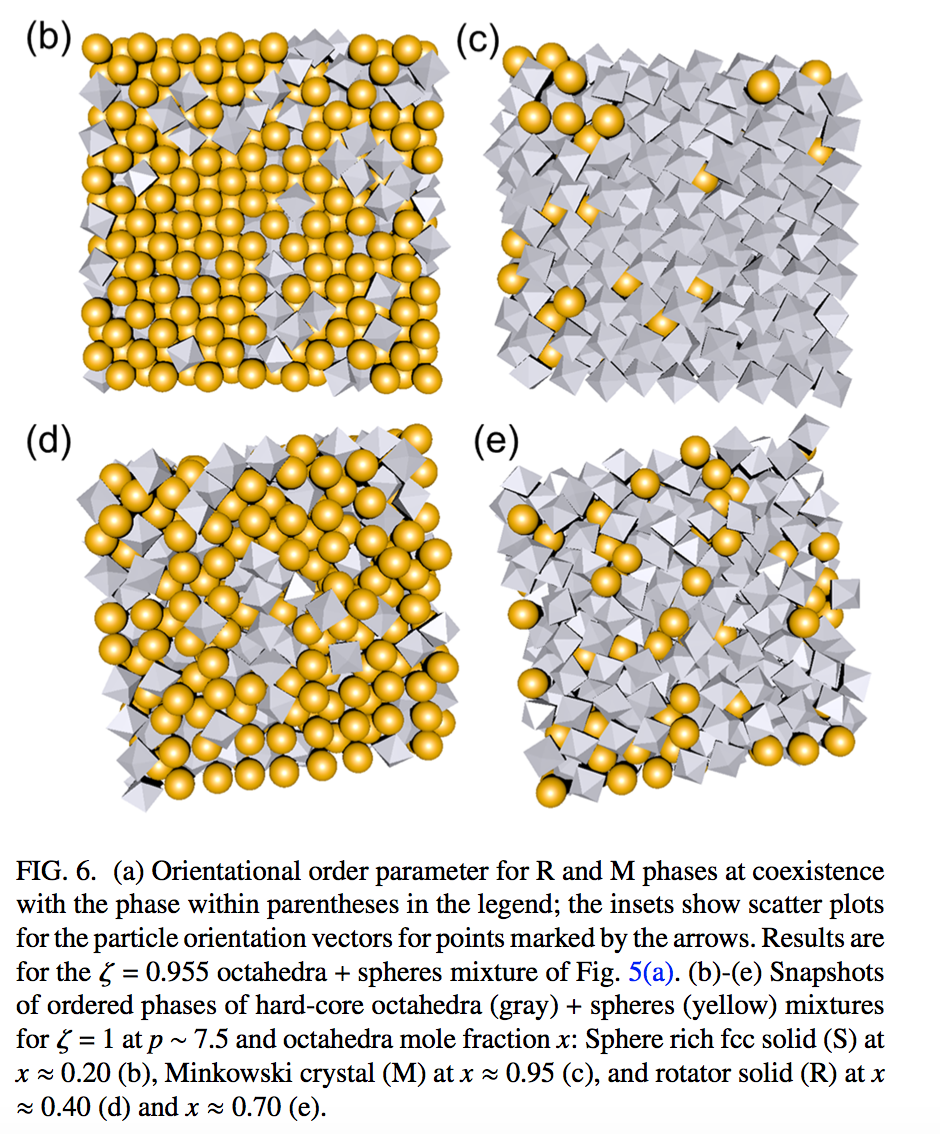 (b)
(c)
(d)
(e)
FIG. 6. (a) Orientational order parameter for R and M phases at coexistence
with the phase within parentheses in the legend; the insets show scatter plots
for the particle orientation vectors for points marked by the arrows. Results are
for the ζ = 0.955 octahedra + spheres mixture of Fig. 5(a). (b)-(e) Snapshots
of ordered phases of hard-core octahedra (gray) + spheres (yellow) mixtures
for ζ = 1 at p ~ 7.5 and octahedra mole fraction x: Sphere rich fcc solid (S) at
x ≈ 0.20 (b), Minkowski crystal (M) at x ≈ 0.95 (c), and rotator solid (R) at x
≈ 0.40 (d) and x ≈ 0.70 (e).